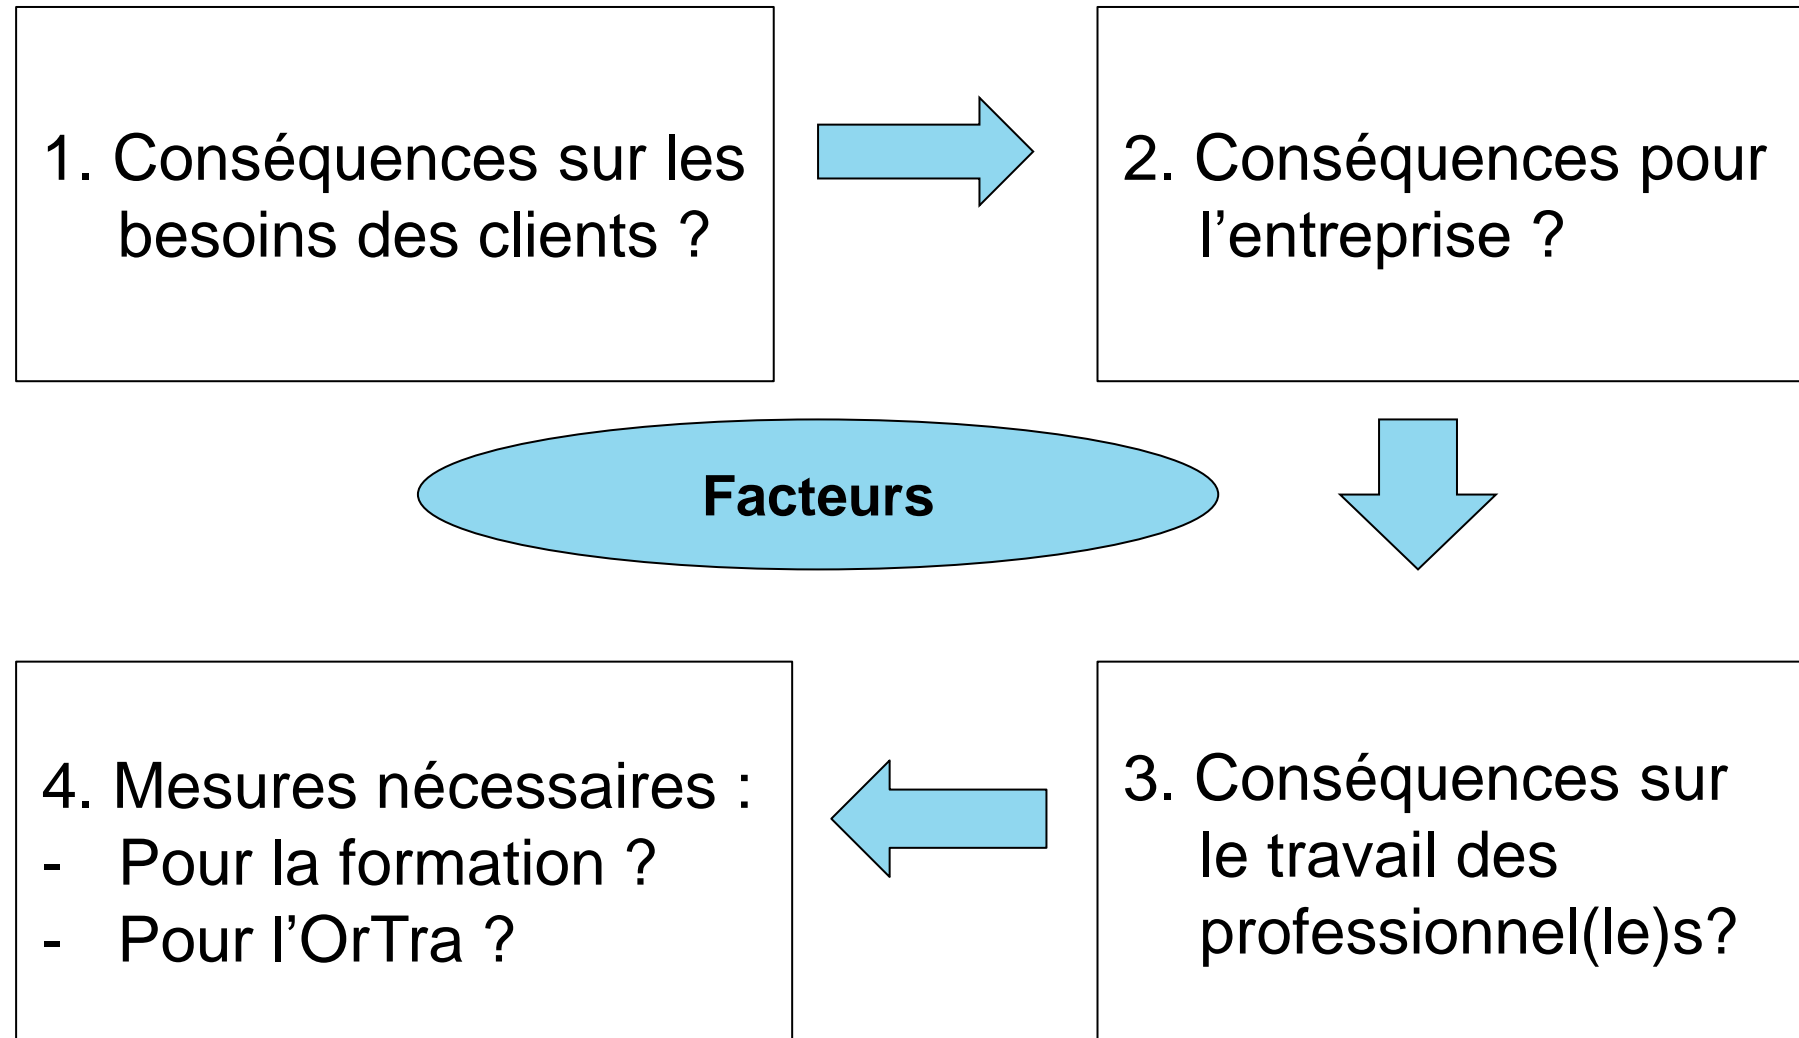 1. Conséquences sur les
besoins des clients ?
2. Conséquences pour
l’entreprise ?
Facteurs
3. Conséquences sur
le travail des
professionnel(le)s?
4. Mesures nécessaires :
- Pour la formation ?
- Pour l’OrTra ?